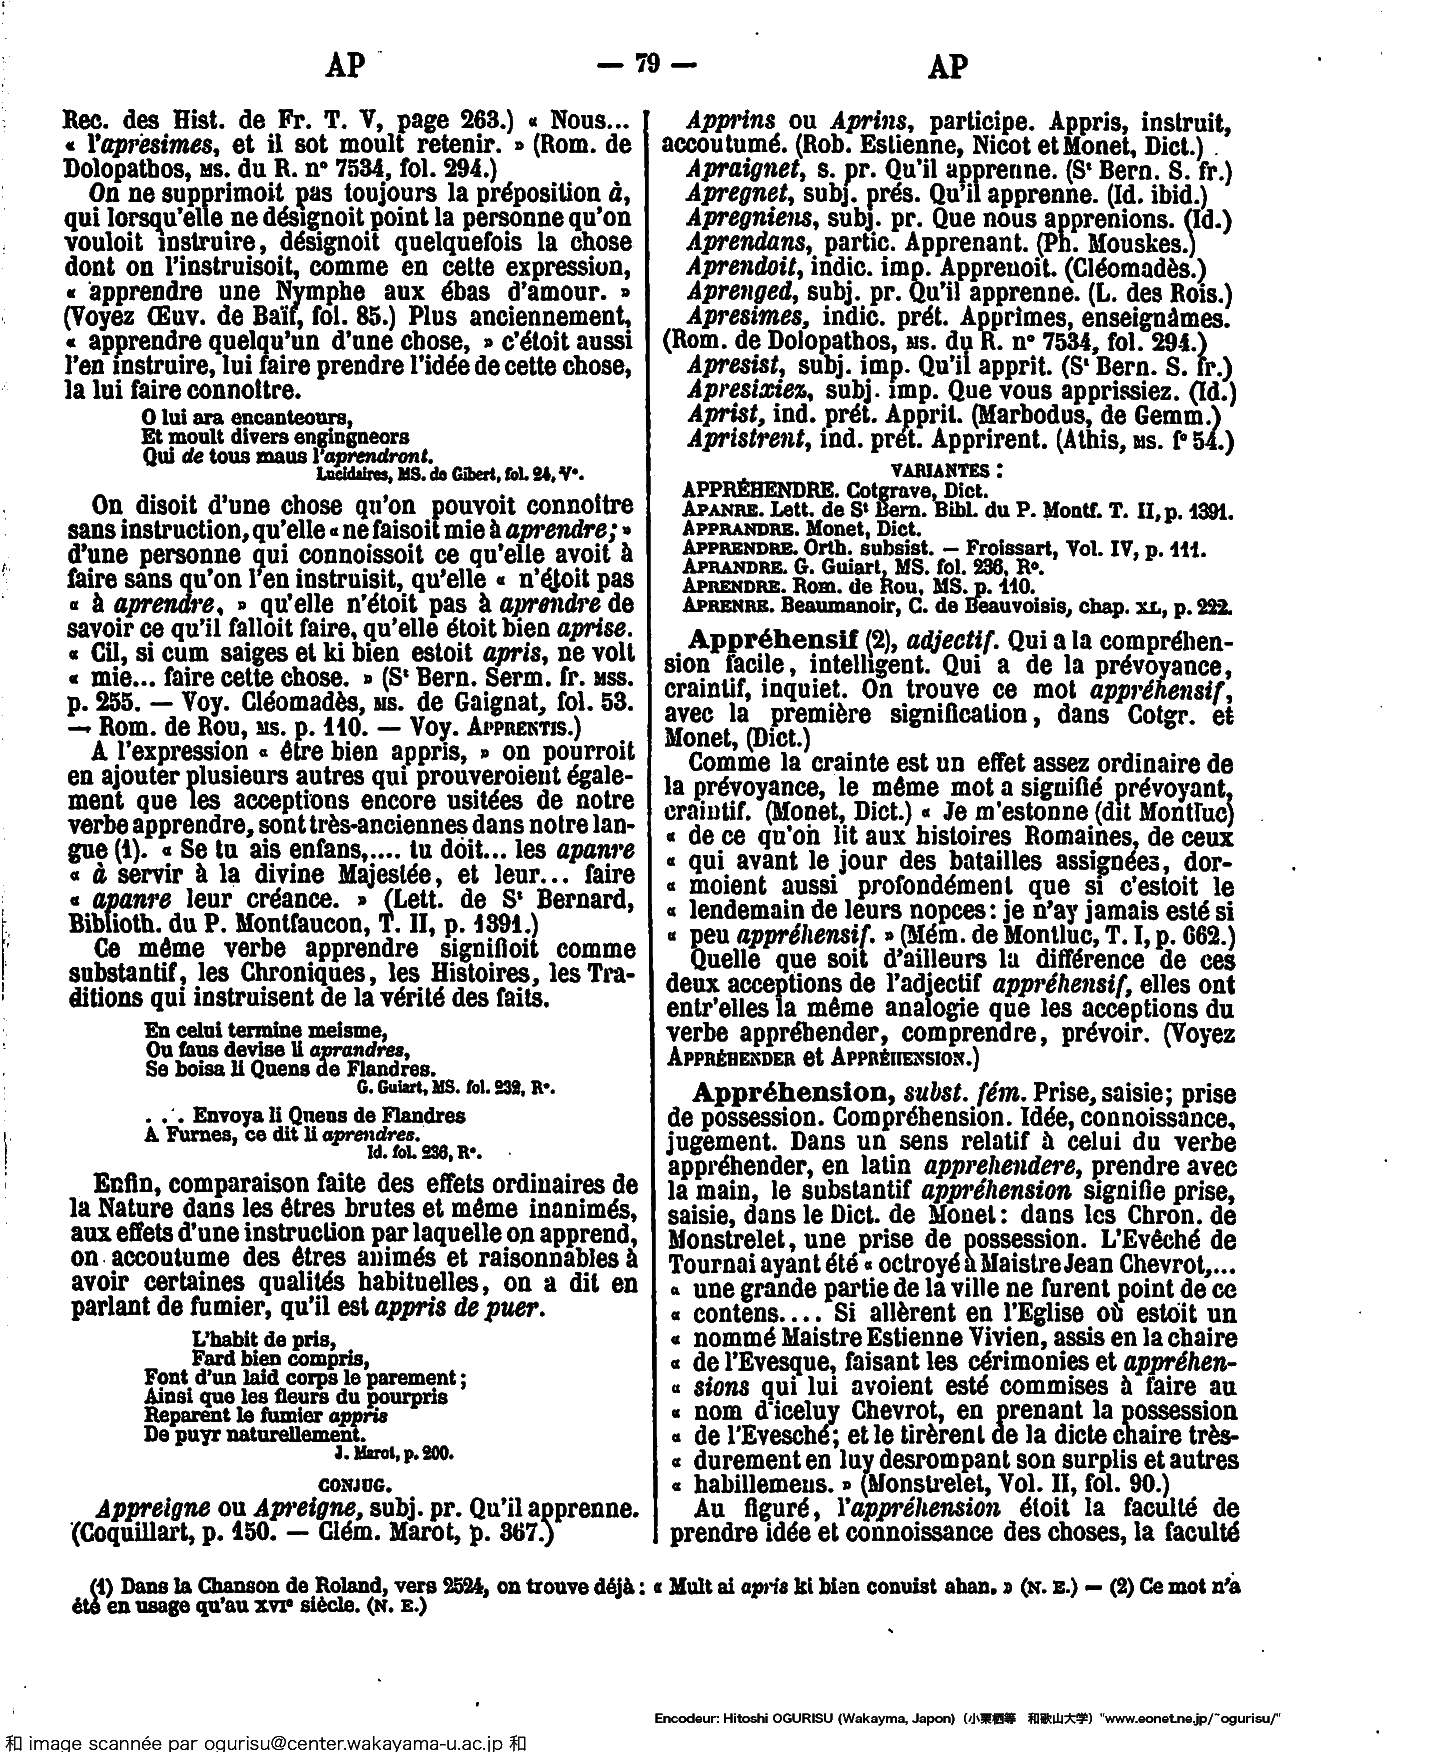 AP — 79 — AP
Rec. des Hist. de Fr. T. V, page 263.) « Nous...
« l'apresimes, et il sot moult retenir. » (Rom. de
Dolopathos, MS. du R. n° 7534, fol. 294.)
On ne supprimoit pas toujours la préposition à,
qui lorsqu'elle ne désignoit point la personne qu'on
vouloit instruire, désignoit quelquefois la chose
dont on l'instruisoit, comme en cette expression,
« apprendre une Nymphe aux ébas d'amour. »
(Voyez Œuv. de Baïf, fol. 85.) Plus anciennement,
« apprendre quelqu'un d'une chose, » c'étoit aussi
l'en instruire, lui faire prendre l'idée de cette chose,
la lui faire connoître.
O lui ara encanteours,
Et moult divers engingneors
Qui de tous maus l'aprendront.
Lucidaires, MS. de Gibert, fol. 24, V°.
On disoit d'une chose qu'on pouvoit connoître
sans instruction, qu'elle « ne faisoit mie à aprendre; »
d'une personne qui connoissoit ce qu'elle avoit à
faire sans qu'on l'en instruisit, qu'elle « n'étoit pas
« à aprendre, » qu'elle n'étoit pas à aprendre de
savoir ce qu'il falloit faire, qu'elle étoit bien aprise.
« Cil, si cum saiges et ki bien estoit apris, ne volt
« mie... faire cette chose. » (St Bern. Serm. fr. MSS.
p. 255. — Voy. Cléomadès, MS. de Gaignat, fol. 53.
— Rom. de Rou, MS. p. 110. — Voy. APPRENTIS.)
A l'expression « être bien appris, » on pourroit
en ajouter plusieurs autres qui prouveroient égale-
ment que les acceptions encore usitées de notre
verbe apprendre, sont très-anciennes dans notre lan-
gue (1). « Se tu ais enfans,.... tu doit... les apanre
« à servir à la divine Majestée, et leur... faire
« apanre leur créance. » (Lett. de St Bernard,
Biblioth. du P. Montfaucon, T. II, p. 1391.)
Ce même verbe apprendre signifioit comme
substantif, les Chroniques, les Histoires, les Tra-
ditions qui instruisent de la vérité des faits.
En celui termine meisme,
Ou faus devise li aprandres,
Se boisa li Quens de Flandres.
G. Guiart, MS. fol. 232, R°.
... Envoya li Quens de Flandres
A Furnes, ce dit li aprendres.
Id. fol. 236, R°.
Enfin, comparaison faite des effets ordinaires de
la Nature dans les êtres brutes et même inanimés,
aux effets d'une instruction par laquelle on apprend,
on accoutume des êtres animés et raisonnables à
avoir certaines qualités habituelles, on a dit en
parlant de fumier, qu'il est appris de puer.
L'habit de pris,
Fard bien compris,
Font d'un laid corps le parement;
Ainsi que les fleurs du pourpris
Reparent le fumier appris
De puyr naturellement.
J. Marot, p. 200.
CONJUG.
Appreigne ou Apreigne, subj. pr. Qu'il apprenne.
(Coquillart, p. 150. — Clém. Marot, p. 367.)
Apprins ou Aprins, participe. Appris, instruit,
accoutumé. (Rob. Estienne, Nicot et Monet, Dict.)
Apraignet, s. pr. Qu'il apprenne. (St Bern. S. fr.)
Apregnet, subj. prés. Qu'il apprenne. (Id. ibid.)
Apregniens, subj. pr. Que nous apprenions. (Id.)
Aprendans, partic. Apprenant. (Ph. Mouskes.)
Aprendoit, indic. imp. Apprenoit. (Cléomadès.)
Aprenged, subj. pr. Qu'il apprenne. (L. des Rois.)
Apresimes, indic. prét. Apprîmes, enseignâmes.
(Rom. de Dolopathos, MS. du R. n° 7534, fol. 294.)
Apresist, subj. imp. Qu'il apprit. (St Bern. S. fr.)
Apresixiez, subj. imp. Que vous apprissiez. (Id.)
Aprist, ind. prét. Apprit. (Marbodus, de Gemm.)
Apristrent, ind. prét. Apprirent. (Athis, MS. f° 54.)
VARIANTES :
APPRÉHENDRE. Cotgrave, Dict.
APANRE. Lett. de St Bern. Bibl. du P. Montf. T. II, p. 1391.
APPRANDRE. Monet, Dict.
APPRENDRE. Orth. subsist. — Froissart, Vol. IV, p. 111.
APRANDRE. G. Guiart, MS. fol. 236, R°.
APRENDRE. Rom. de Rou, MS. p. 110.
APRENRE. Beaumanoir, C. de Beauvoisis, chap. XL, p. 222.
Appréhensif (2), adjectif. Qui a la compréhen-
sion facile, intelligent. Qui a de la prévoyance,
craintif, inquiet. On trouve ce mot appréhensif,
avec la première signification, dans Cotgr. et
Monet, (Dict.)
Comme la crainte est un effet assez ordinaire de
la prévoyance, le même mot a signifié prévoyant,
craintif. (Monet, Dict.) « Je m'estonne (dit Montluc)
« de ce qu'on lit aux histoires Romaines, de ceux
« qui avant le jour des batailles assignées, dor-
« moient aussi profondément que si c'estoit le
« lendemain de leurs nopces : je n'ay jamais esté si
« peu appréhensif. » (Mém. de Montluc, T. I, p. 662.)
Quelle que soit d'ailleurs la différence de ces
deux acceptions de l'adjectif appréhensif, elles ont
entr'elles la même analogie que les acceptions du
verbe appréhender, comprendre, prévoir. (Voyez
APPRÉHENDER et APPRÉHENSION.)
Appréhension, subst. fém. Prise, saisie; prise
de possession. Compréhension. Idée, connoissance,
jugement. Dans un sens relatif à celui du verbe
appréhender, en latin apprehendere, prendre avec
la main, le substantif appréhension signifie prise,
saisie, dans le Dict. de Monet : dans les Chron. de
Monstrelet, une prise de possession. L'Evêché de
Tournai ayant été « octroyé à Maistre Jean Chevrot,...
« une grande partie de la ville ne furent point de ce
« contens.... Si allèrent en l'Eglise où estoit un
« nommé Maistre Estienne Vivien, assis en la chaire
« de l'Evesque, faisant les cérimonies et appréhen-
« sions qui lui avoient esté commises à faire au
« nom d'iceluy Chevrot, en prenant la possession
« de l'Evesché; et le tirèrent de la dicte chaire très-
« durement en luy desrompant son surplis et autres
« habillemens. » (Monstrelet, Vol. II, fol. 90.)
Au figuré, l'appréhension étoit la faculté de
prendre idée et connoissance des choses, la faculté
(1) Dans la Chanson de Roland, vers 2524, on trouve déjà : « Mult ai apris ki bien conuist ahan. » (N. E.) — (2) Ce mot n'a
été en usage qu'au XVIe siècle. (N. E.)
Encodeur: Hitoshi OGURISU (Wakayma, Japon) (小栗栖等 和歌山大学) "www.eonet.ne.jp/~ogurisu/"
和 image scannée par ogurisu@center.wakayama-u.ac.jp 和